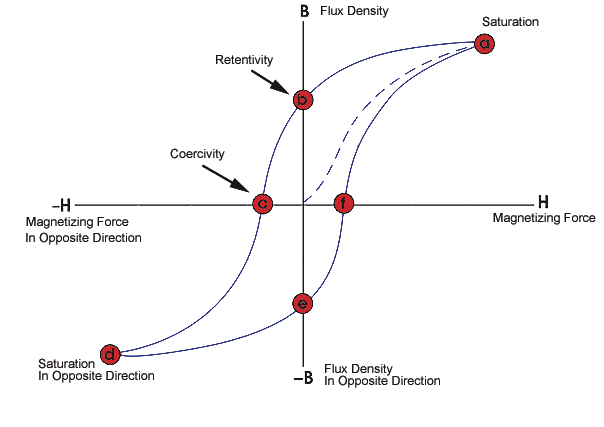 B Flux Density
Saturation
a
Retentivity
b
Coercivity
–H
c
f
H
Magnetizing Force
In Opposite Direction
Magnetizing Force
e
d
Saturation
In Opposite Direction
–B
Flux Density
In Opposite Direction